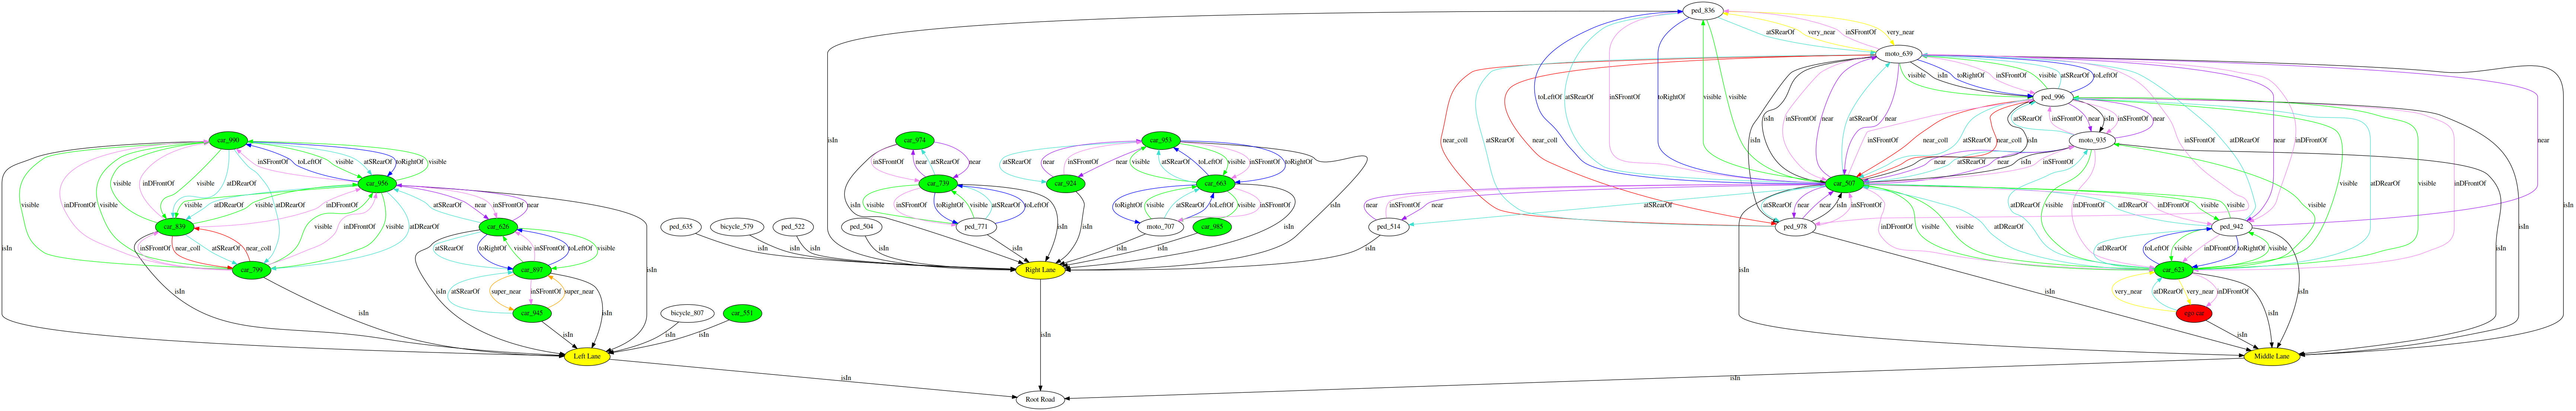 ped_836
atSRearOf very_near inSFrontOf very_near
moto_639
toLeftOf atSRearOf inSFrontOf toRightOf visible visible visible isIn toRightOf inSFrontOf atSRearOf toLeftOf
ped_996
car_990 car_974 car_953 isIn near_coll atSRearOf near_coll isIn isIn inSFrontOf near near atSRearOf near_coll near_coll isIn atSRearOf inSFrontOf near isIn inSFrontOf near inSFrontOf atDRearOf near inDFrontOf
moto_935
inSFrontOf toLeftOf visible atSRearOf toRightOf visible inSFrontOf near atSRearOf near atSRearOf near inSFrontOf near visible atSRearOf toLeftOf visible inSFrontOf toRightOf
near atSRearOf near isIn inSFrontOf
visible inDFrontOf visible visible inDFrontOf visible atDRearOf
car_956 car_739 car_924 car_663 car_507
visible inDFrontOf visible atDRearOf visible atDRearOf inDFrontOf near inSFrontOf near isIn inSFrontOf toRightOf visible atSRearOf toLeftOf toRightOf visible atSRearOf toLeftOf visible inSFrontOf isIn isIn near inSFrontOf near atSRearOf near near isIn inSFrontOf inDFrontOf visible visible atDRearOf atDRearOf visible inDFrontOf atDRearOf inDFrontOf visible visible
car_839 car_626 ped_635 bicycle_579 ped_522 ped_504 ped_771 moto_707 car_985 ped_514 ped_978 ped_942
isIn inSFrontOf near_coll atSRearOf near_coll visible visible atDRearOf isIn atSRearOf toRightOf visible inSFrontOf toLeftOf visible isIn isIn isIn isIn isIn isIn isIn isIn atSRearOf isIn atDRearOf toLeftOf visible inDFrontOf toRightOf visible isIn isIn
car_799 car_897 Right Lane car_623
isIn isIn isIn atSRearOf super_near inSFrontOf super_near isIn isIn very_near atDRearOf very_near inDFrontOf isIn
car_945 bicycle_807 car_551 ego car
isIn isIn isIn isIn isIn isIn isIn
Left Lane Middle Lane
isIn isIn
Root Road